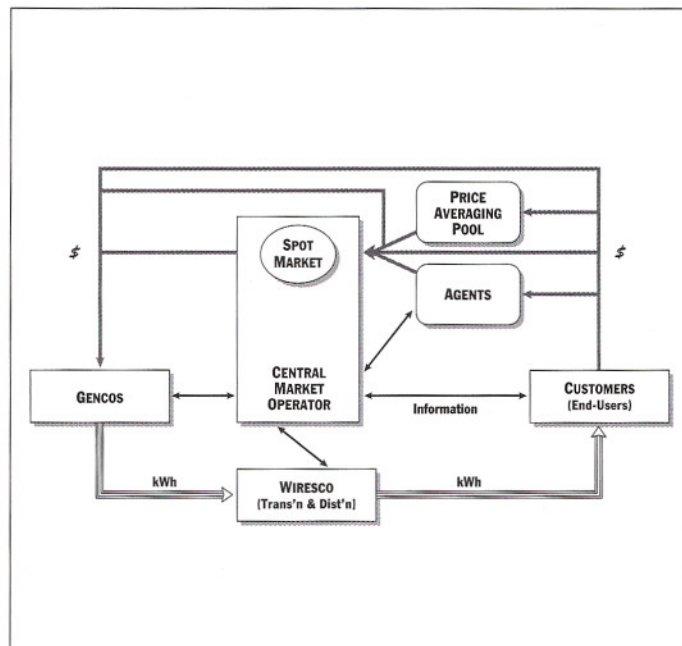 PRICE
AVERAGING
POOL
$
SPOT
MARKET
$
AGENTS
GENCOS
CENTRAL
MARKET
OPERATOR
Information
CUSTOMERS
(End-Users)
kWh
WIRESCO
(Trans'n & Dist'n)
kWh